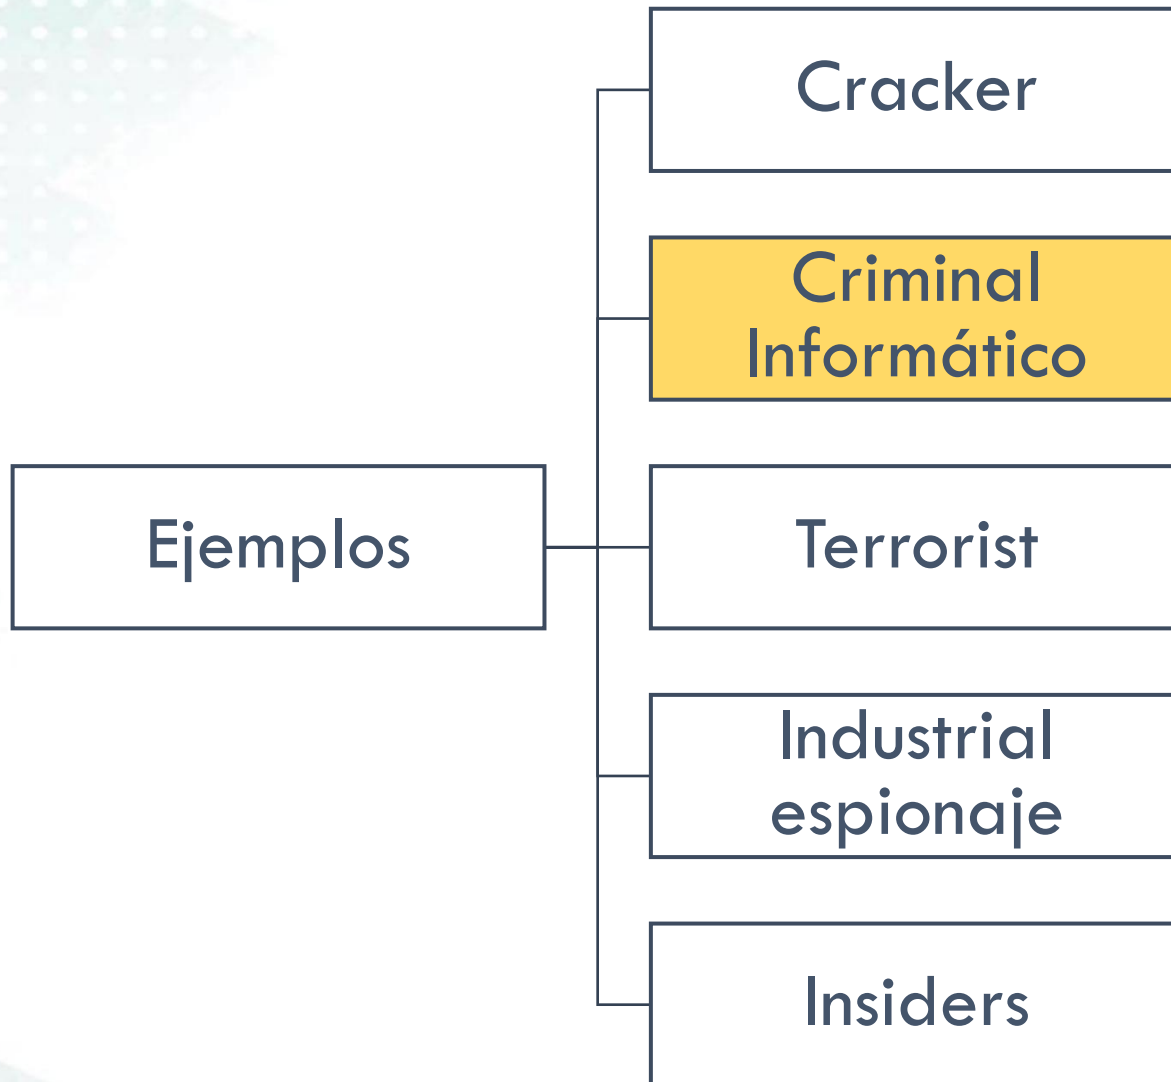 Ejemplos
Cracker
Criminal
Informático
Terrorist
Industrial
espionaje
Insiders